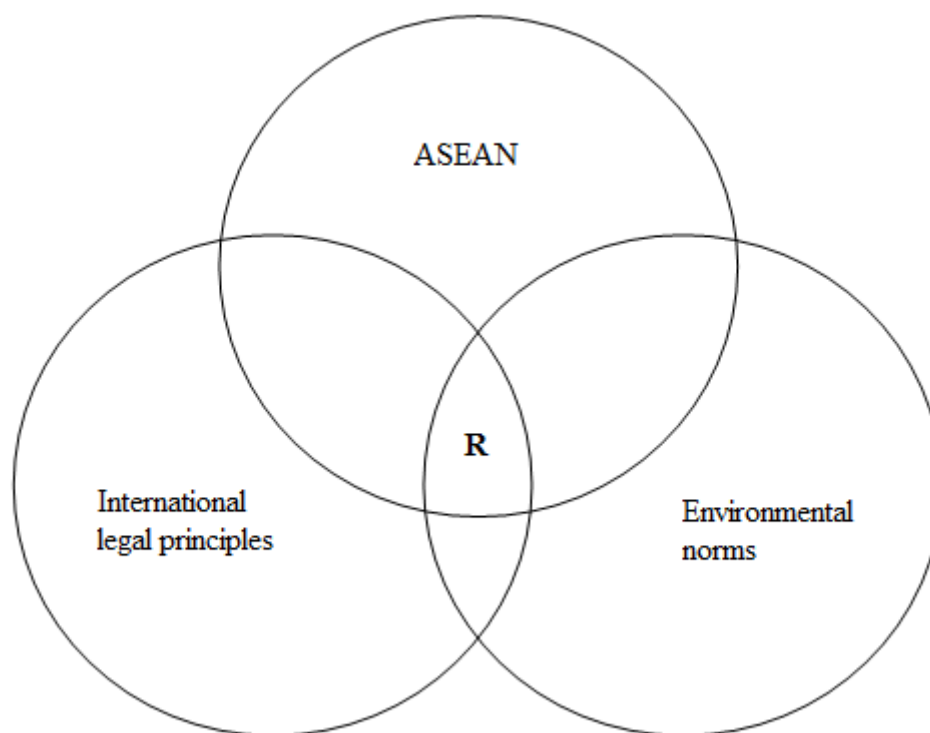 ASEAN
R
International
legal principles
Environmental
norms